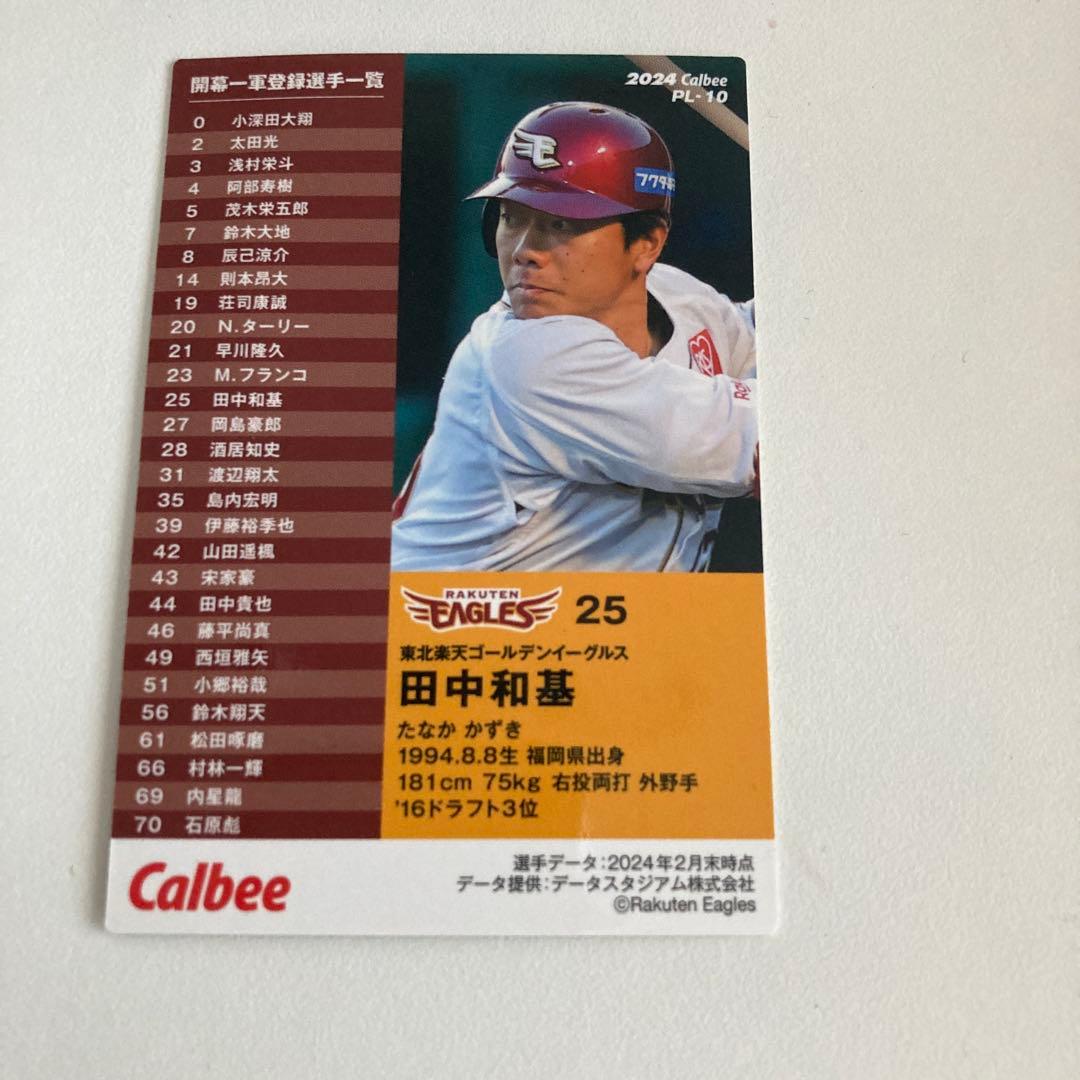 開幕一軍登録選手一覧
0 小深田大翔
2 太田光
3 浅村栄斗
4 阿部寿樹
5 茂木栄五郎
7 鈴木大地
8 辰己涼介
14 則本昂大
19 荘司康誠
20 N.ターリー
21 早川隆久
23 M.フランコ
25 田中和基
27 岡島豪郎
28 酒居知史
31 渡辺翔太
35 島内宏明
39 伊藤裕季也
42 山田遥楓
43 宋家豪
44 田中貴也
46 藤平尚真
49 西垣雅矢
51 小郷裕哉
56 鈴木翔天
61 松田啄磨
66 村林一輝
69 内星龍
70 石原彪
2024 Calbee
PL-10
E
RAKUTEN
EAGLES
25
東北楽天ゴールデンイーグルス
田中和基
たなか かずき
1994.8.8生 福岡県出身
181cm 75kg 右投両打 外野手
'16ドラフト3位
Calbee
選手データ:2024年2月末時点
データ提供:データスタジアム株式会社
©Rakuten Eagles